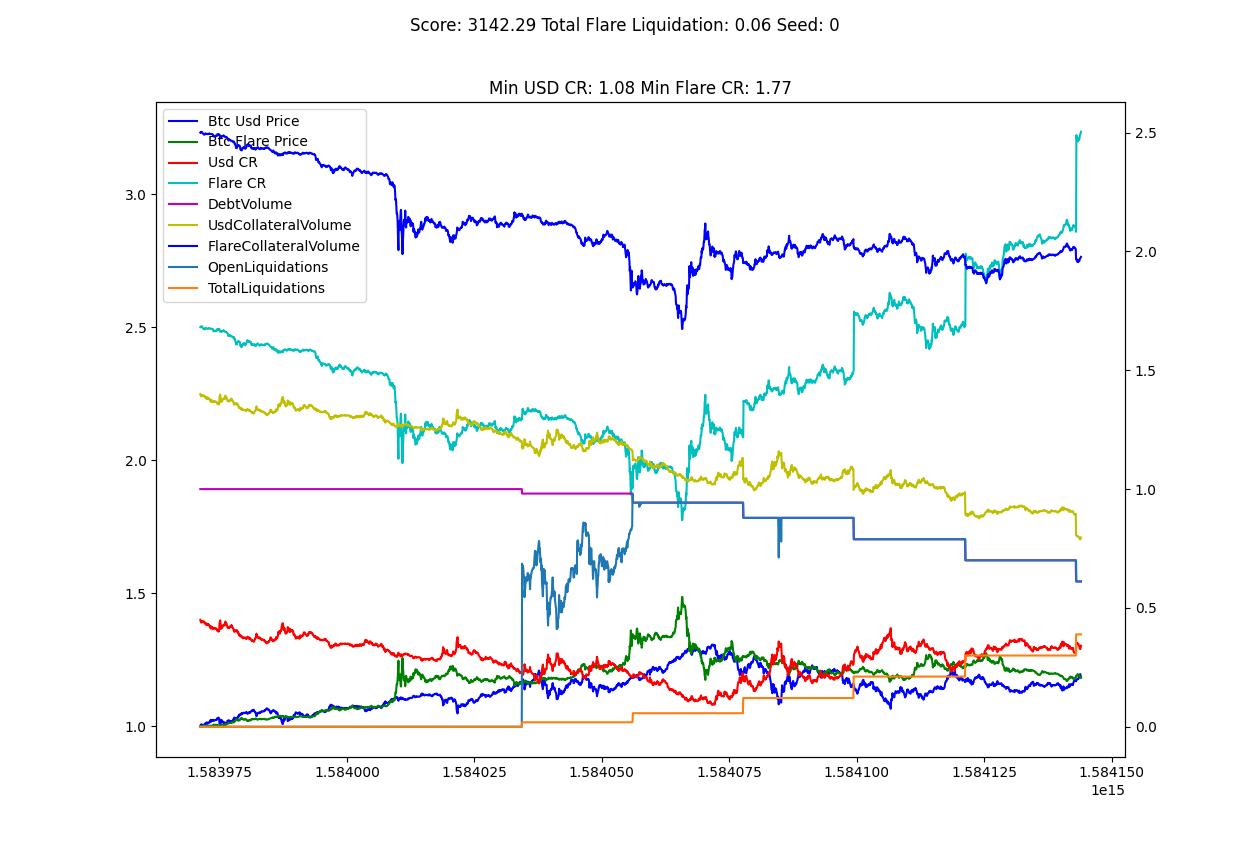 Score: 3142.29 Total Flare Liquidation: 0.06 Seed: 0
Min USD CR: 1.08 Min Flare CR: 1.77
Btc Usd Price
Btc Flare Price
Usd CR
Flare CR
DebtVolume
UsdCollateralVolume
FlareCollateralVolume
OpenLiquidations
TotalLiquidations
3.0
2.5
2.0
1.5
1.0
2.5
2.0
1.5
1.0
0.5
0.0
1.583975 1.584000 1.584025 1.584050 1.584075 1.584100 1.584125 1.584150
1e15